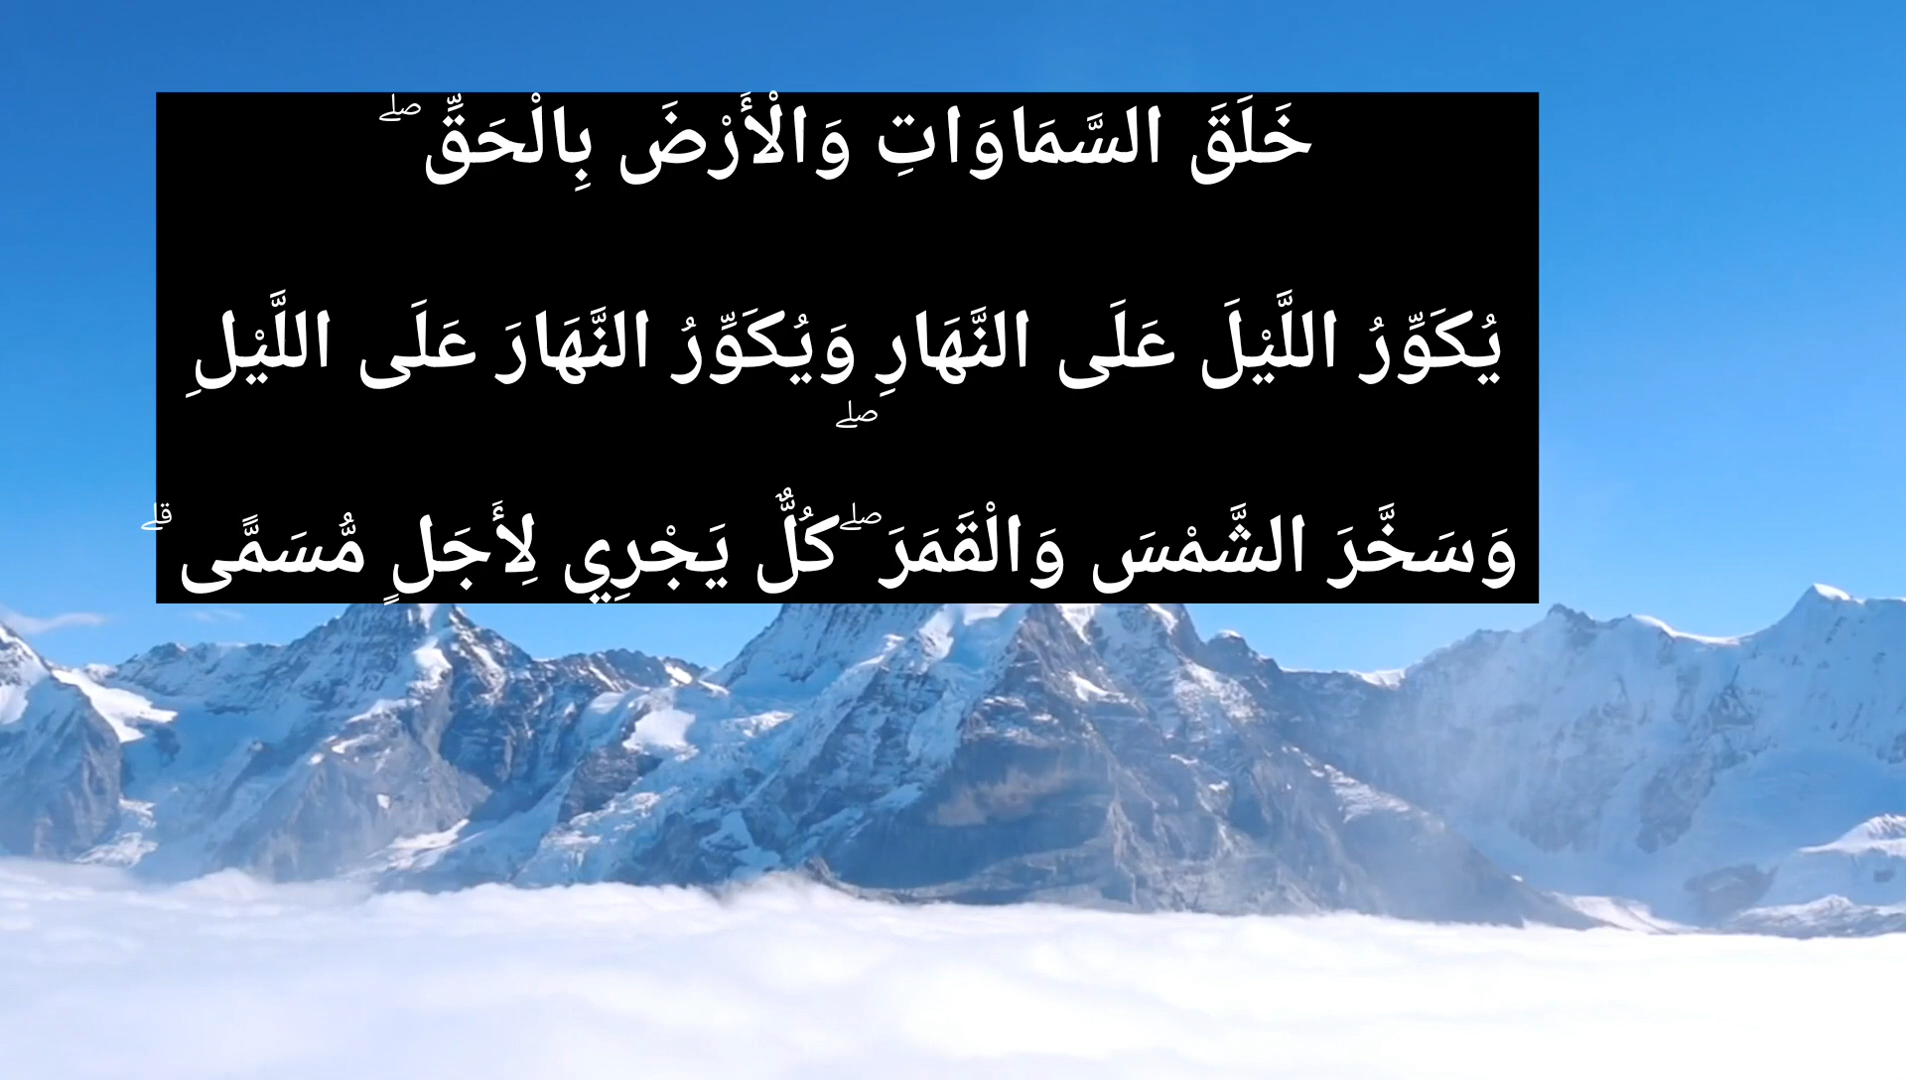 خَلَقَ السَّمَاوَاتِ وَالْأَرْضَ بِالْحَقِّ ۖ
يُكَوِّرُ اللَّيْلَ عَلَى النَّهَارِ وَيُكَوِّرُ النَّهَارَ عَلَى اللَّيْلِ
ۖ
وَسَخَّرَ الشَّمْسَ وَالْقَمَرَ ۖ كُلٌّ يَجْرِي لِأَجَلٍ مُّسَمًّى ۗ